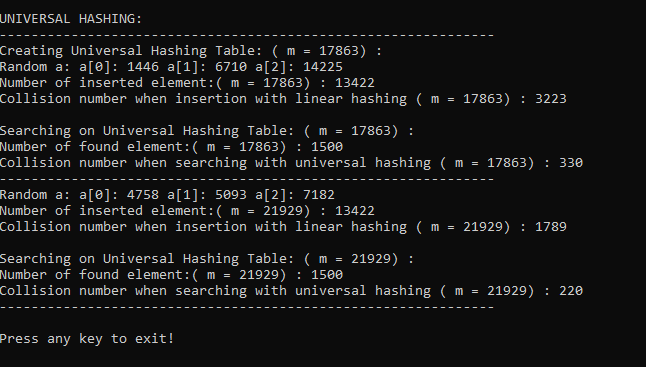 UNIVERSAL HASHING:
--------------------------------------------------------------
Creating Universal Hashing Table: ( m = 17863) :
Random a: a[0]: 1446 a[1]: 6710 a[2]: 14225
Number of inserted element:( m = 17863) : 13422
Collision number when insertion with linear hashing ( m = 17863) : 3223
Searching on Universal Hashing Table: ( m = 17863) :
Number of found element:( m = 17863) : 1500
Collision number when searching with universal hashing ( m = 17863) : 330
--------------------------------------------------------------
Random a: a[0]: 4758 a[1]: 5093 a[2]: 7182
Number of inserted element:( m = 21929) : 13422
Collision number when insertion with linear hashing ( m = 21929) : 1789
Searching on Universal Hashing Table: ( m = 21929) :
Number of found element:( m = 21929) : 1500
Collision number when searching with universal hashing ( m = 21929) : 220
--------------------------------------------------------------
Press any key to exit!